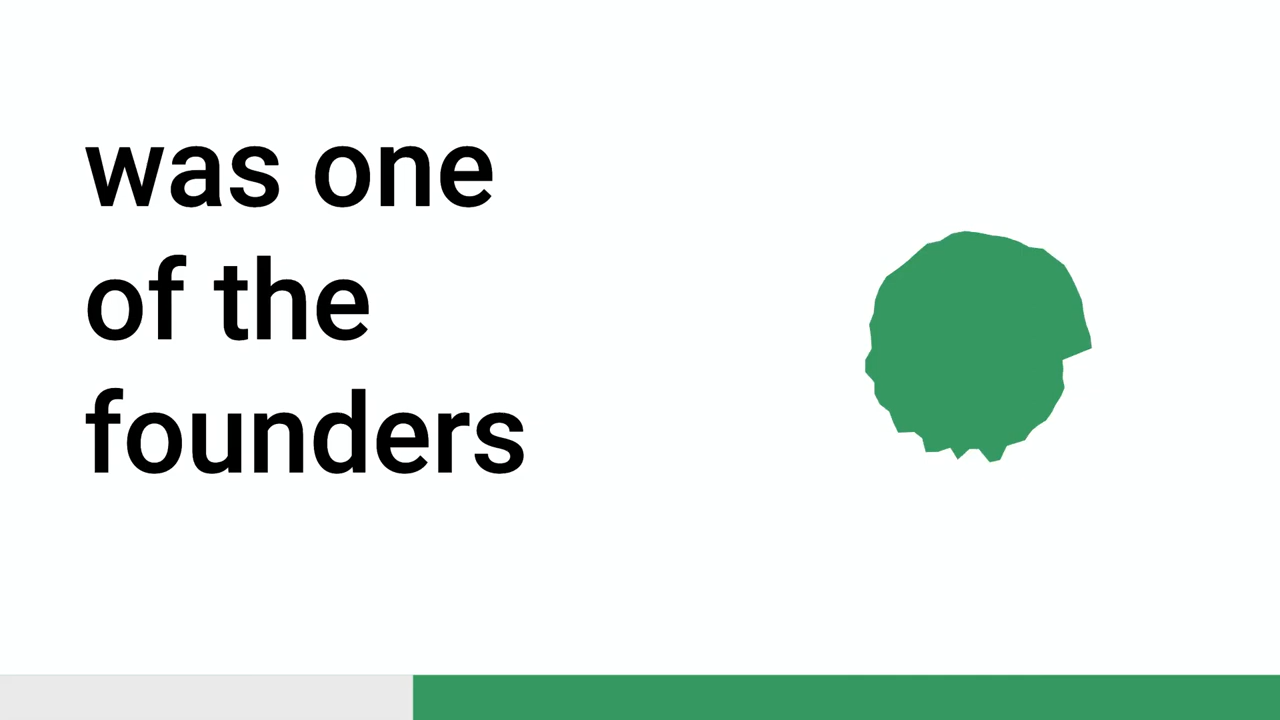 was one
of the
founders